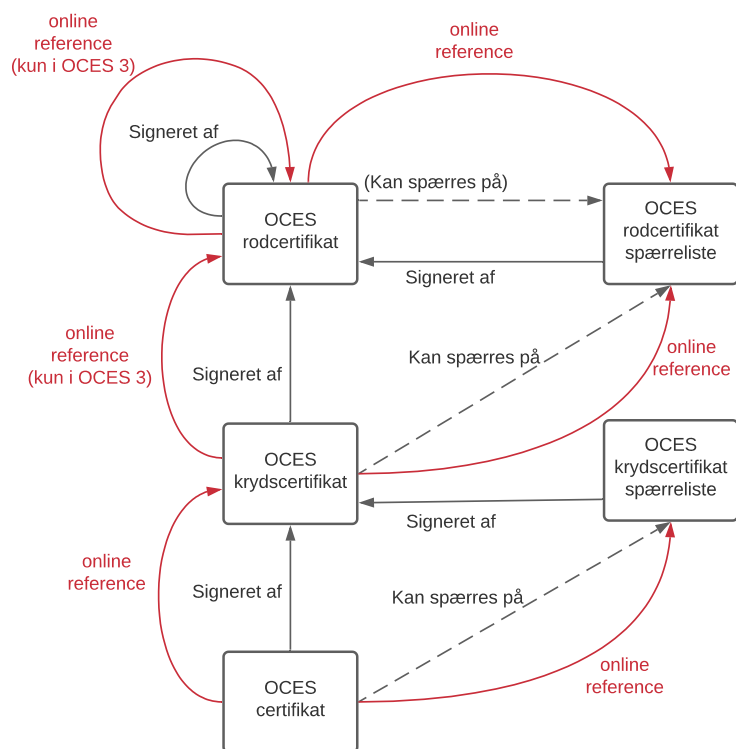 online
reference
(kun i OCES 3)
online
reference
Signeret af
(Kan spærres på)
OCES
rodcertifikat
OCES
rodcertifikat
spærreliste
Signeret af
online
reference
(kun i OCES 3)
Signeret af
Kan spærres på
online
reference
OCES
krydscertifikat
OCES
krydscertifikat
spærreliste
Signeret af
online
reference
Signeret af
Kan spærres på
online
reference
OCES
certifikat